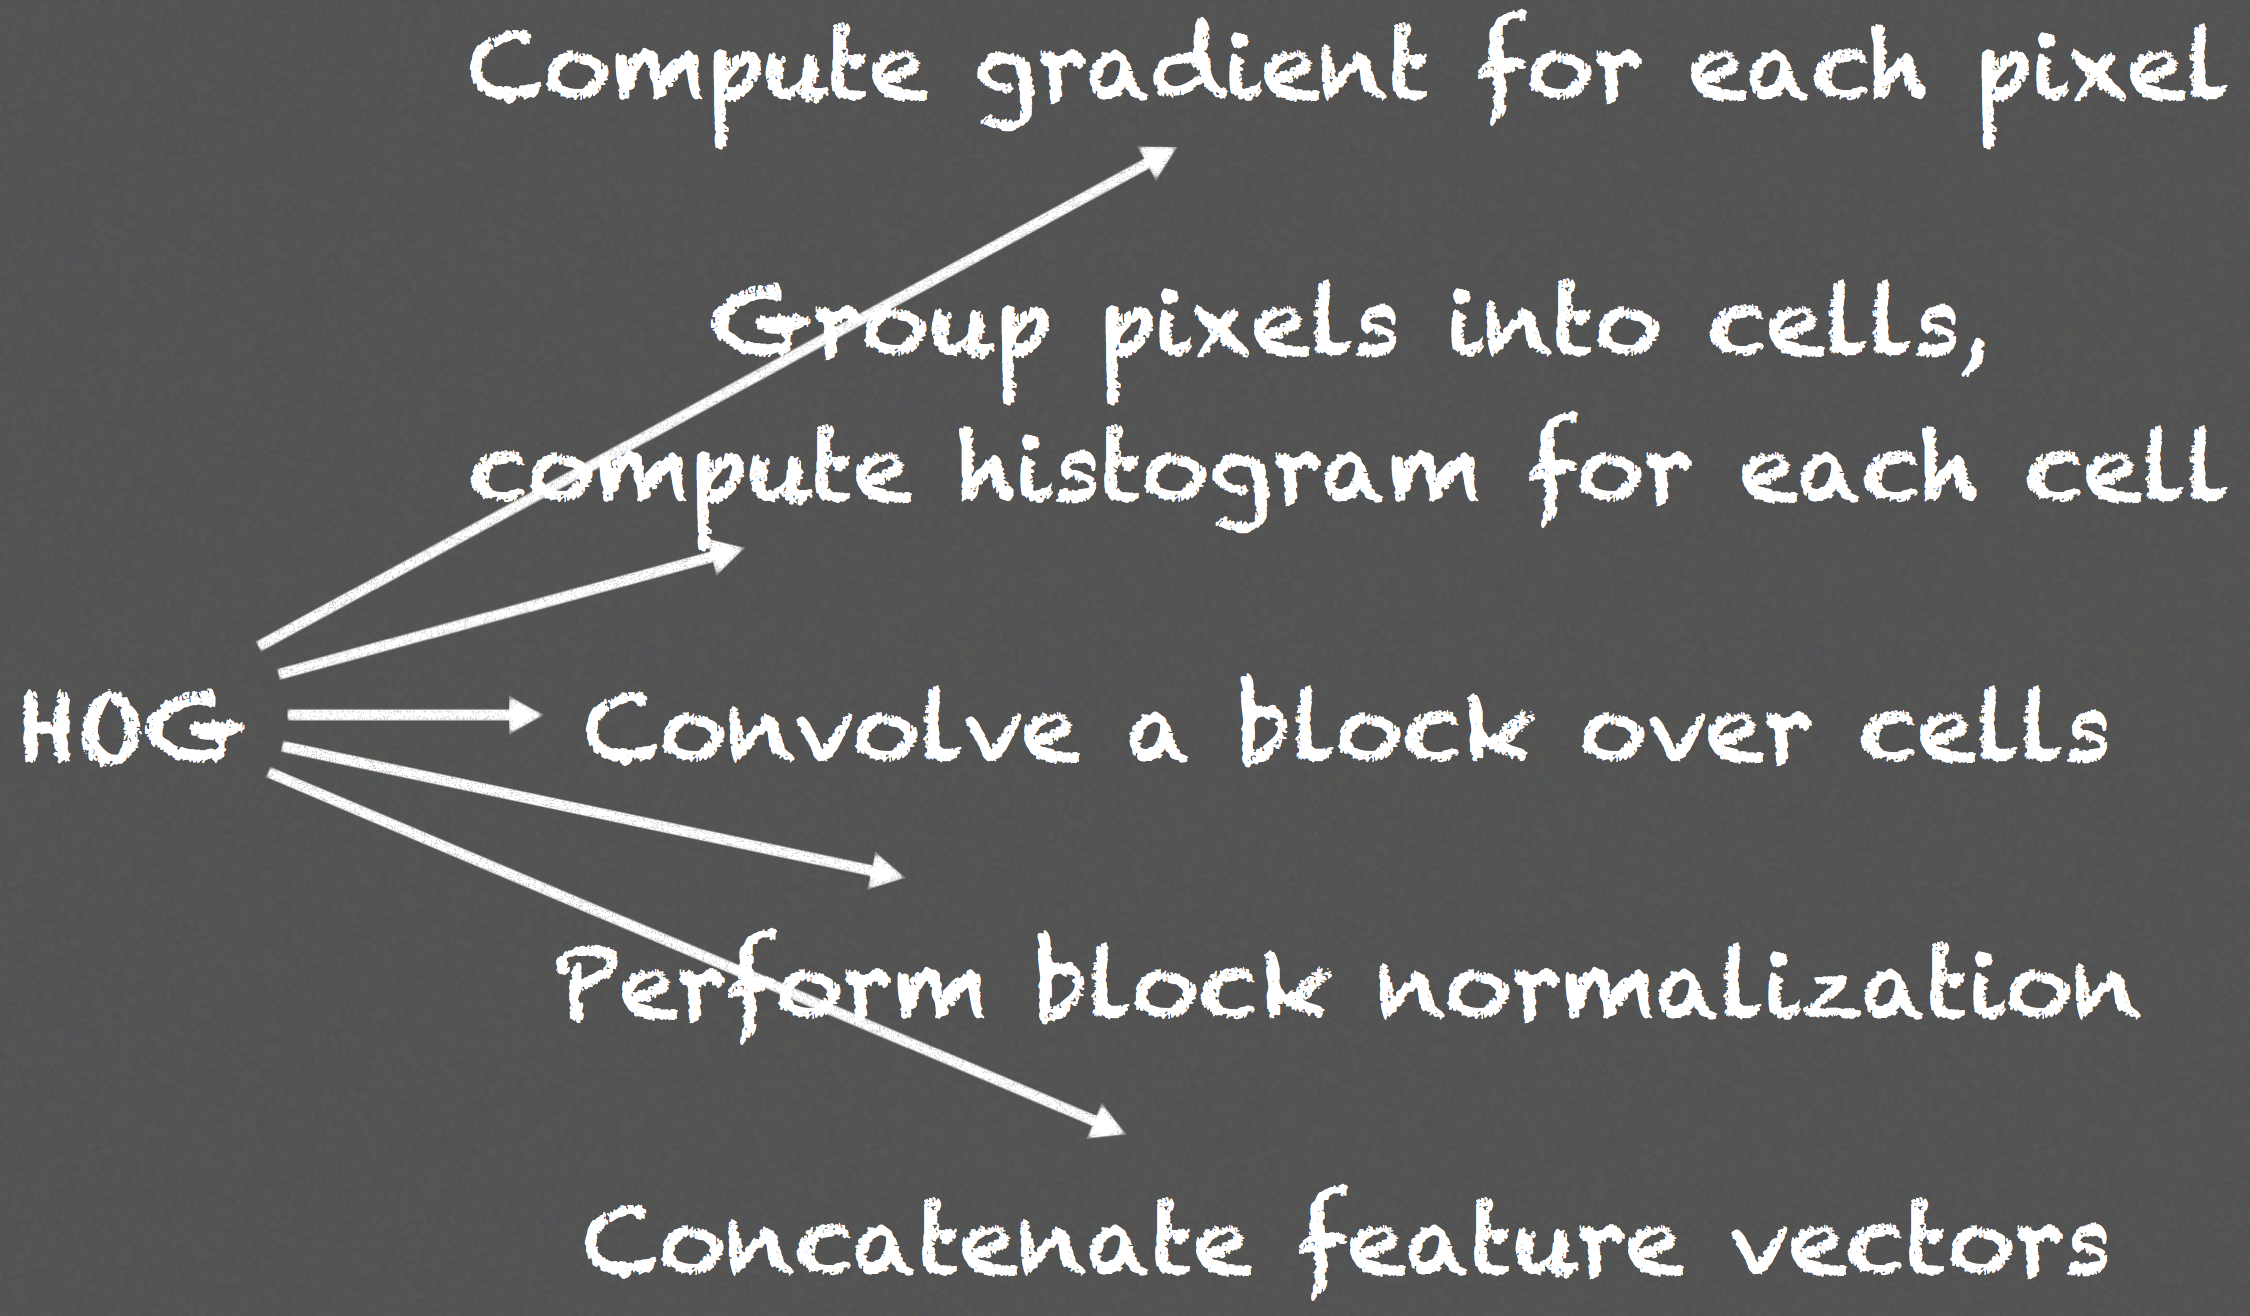 Compute gradient for each pixel
Group pixels into cells,
compute histogram for each cell
HOG
Convolve a block over cells
Perform block normalization
Concatenate feature vectors